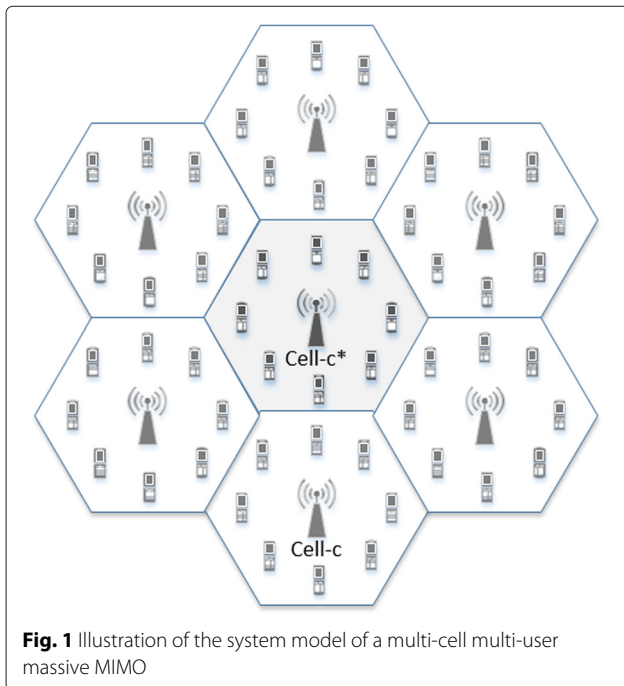 Cell-c*
Cell-c
Fig. 1 Illustration of the system model of a multi-cell multi-user
massive MIMO